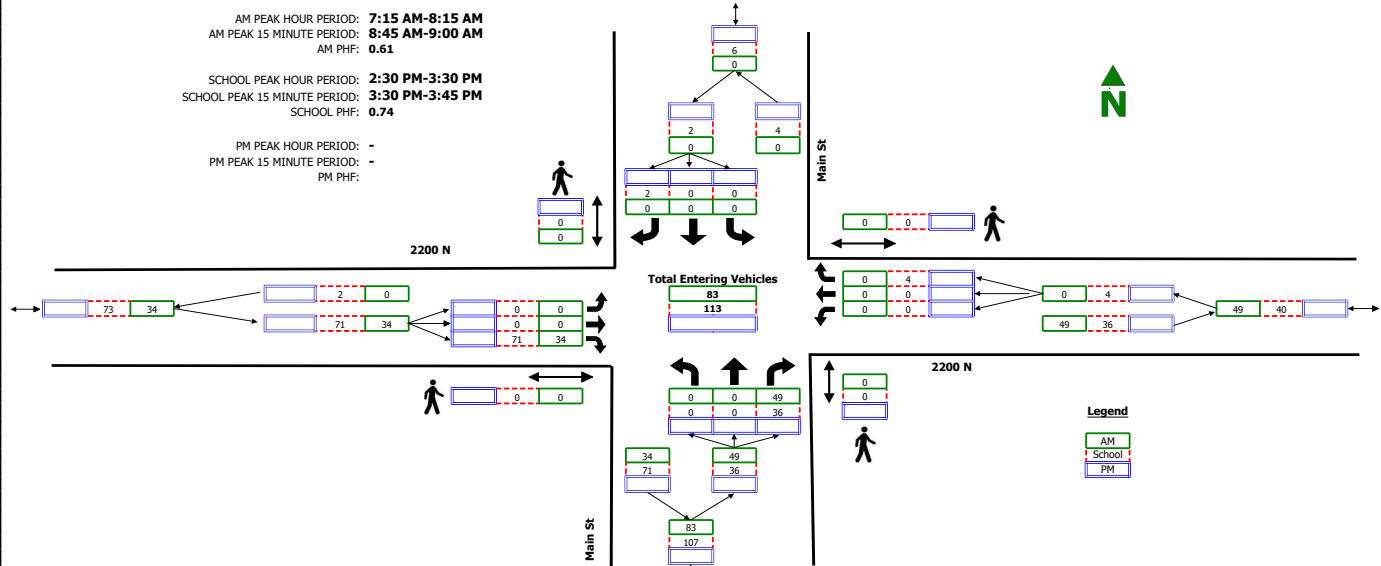 AM PEAK HOUR PERIOD: 7:15 AM-8:15 AM
AM PEAK 15 MINUTE PERIOD: 8:45 AM-9:00 AM
AM PHF: 0.61
SCHOOL PEAK HOUR PERIOD: 2:30 PM-3:30 PM
SCHOOL PEAK 15 MINUTE PERIOD: 3:30 PM-3:45 PM
SCHOOL PHF: 0.74
PM PEAK HOUR PERIOD: -
PM PEAK 15 MINUTE PERIOD: -
PM PHF:
6
0
2 4
0 0
2 0 0
0 0 0
Main St
N
0
0
0 0
2200 N
Total Entering Vehicles
83
113
73 34
2 0
71 34
0 0
0 0
71 34
0 4
0 0
0 0
0 4
49 36
49 40
2200 N
0 0
0
0
0 0 49
0 0 36
34 49
71 36
83
107
Main St
Legend
AM
School
PM